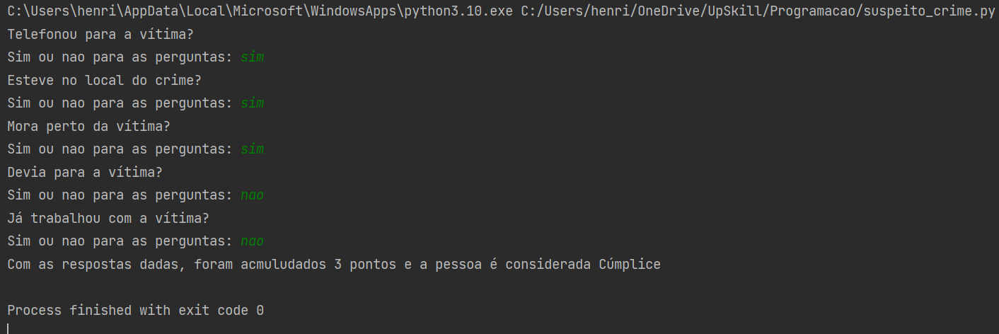 C:\Users\henri\AppData\Local\Microsoft\WindowsApps\python3.10.exe C:/Users/henri/OneDrive/UpSkill/Programacao/suspeito_crime.py
Telefonou para a vítima?
Sim ou nao para as perguntas: sim
Esteve no local do crime?
Sim ou nao para as perguntas: sim
Mora perto da vítima?
Sim ou nao para as perguntas: sim
Devia para a vítima?
Sim ou nao para as perguntas: nao
Já trabalhou com a vítima?
Sim ou nao para as perguntas: nao
Com as respostas dadas, foram acmuludados 3 pontos e a pessoa é considerada Cúmplice
Process finished with exit code 0